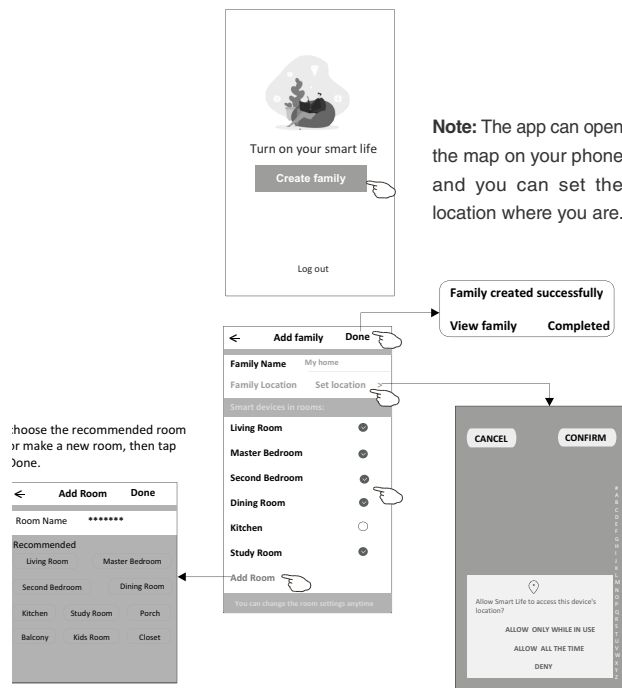 Turn on your smart life
Create family
Log out
Note: The app can open
the map on your phone
and you can set the
location where you are.
Family created successfully
View family Completed
Add family Done
Family Name My home
Family Location Set location >
Smart devices in rooms:
Living Room
Master Bedroom
Second Bedroom
Dining Room
Kitchen
Study Room
Add Room
You can change the room settings anytime
choose the recommended room
or make a new room, then tap
Done.
Add Room Done
Room Name *******
Recommended
Living Room Master Bedroom
Second Bedroom Dining Room
Kitchen Study Room Porch
Balcony Kids Room Closet
CANCEL CONFIRM
#
A
B
C
D
E
F
G
H
I
J
K
L
M
N
O
P
Q
R
S
T
U
V
W
X
Y
Z
Allow Smart Life to access this device's
location?
ALLOW ONLY WHILE IN USE
ALLOW ALL THE TIME
DENY